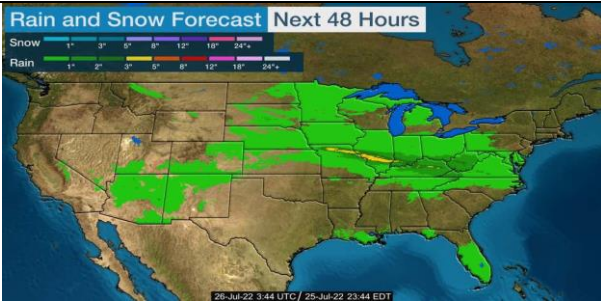 Rain and Snow Forecast Next 48 Hours
Snow 1" 3" 5" 8" 12" 18" 24"+
Rain 1" 2" 3" 5" 8" 12" 18" 24"+
26-Jul-22 3:44 UTC / 25-Jul-22 23:44 EDT